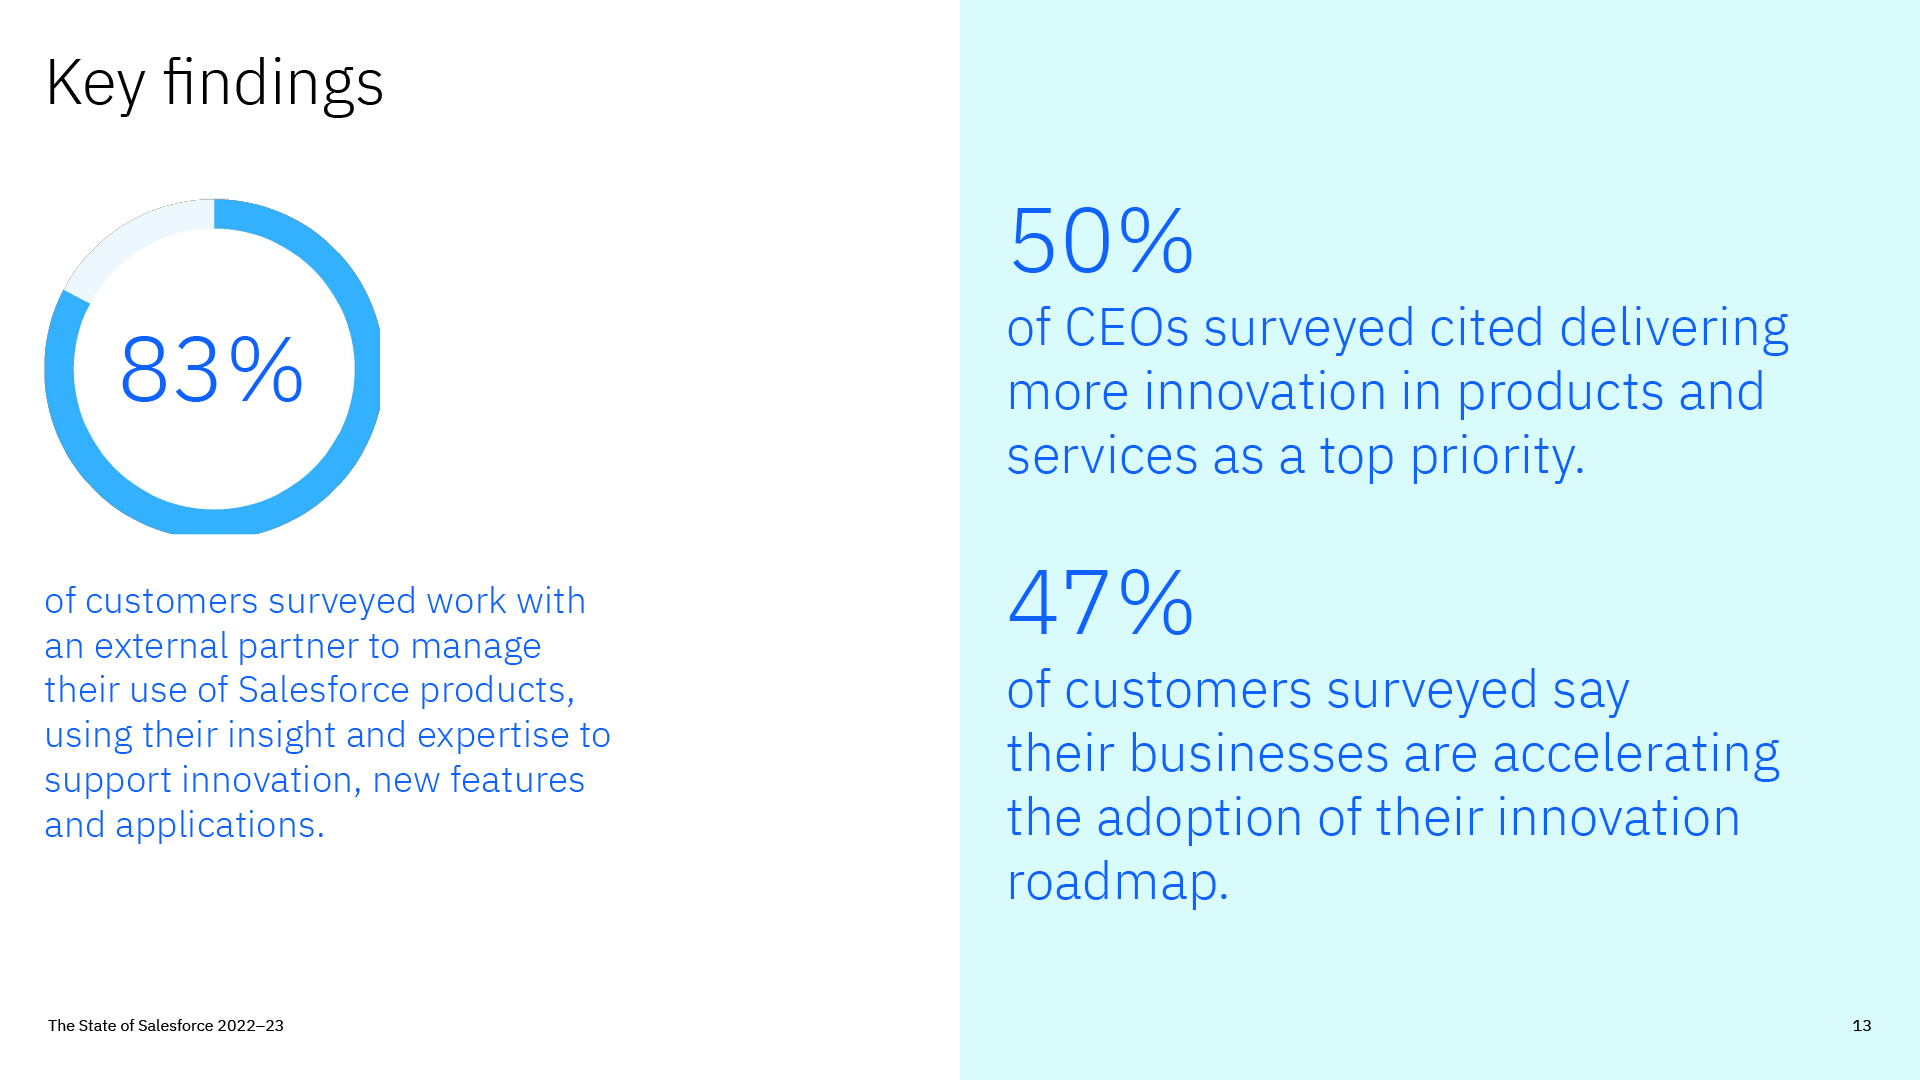 Key findings
83%
of customers surveyed work with
an external partner to manage
their use of Salesforce products,
using their insight and expertise to
support innovation, new features
and applications.
50%
of CEOs surveyed cited delivering
more innovation in products and
services as a top priority.
47%
of customers surveyed say
their businesses are accelerating
the adoption of their innovation
roadmap.
The State of Salesforce 2022–23
13